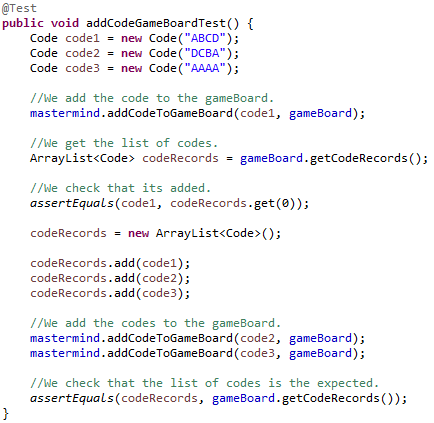 @Test
public void addCodeGameBoardTest() {
Code code1 = new Code("ABCD");
Code code2 = new Code("DCBA");
Code code3 = new Code("AAAA");
//We add the code to the gameBoard.
mastermind.addCodeToGameBoard(code1, gameBoard);
//We get the list of codes.
ArrayList<Code> codeRecords = gameBoard.getCodeRecords();
//We check that its added.
assertEquals(code1, codeRecords.get(0));
codeRecords = new ArrayList<Code>();
codeRecords.add(code1);
codeRecords.add(code2);
codeRecords.add(code3);
//We add the codes to the gameBoard.
mastermind.addCodeToGameBoard(code2, gameBoard);
mastermind.addCodeToGameBoard(code3, gameBoard);
//We check that the list of codes is the expected.
assertEquals(codeRecords, gameBoard.getCodeRecords());
}